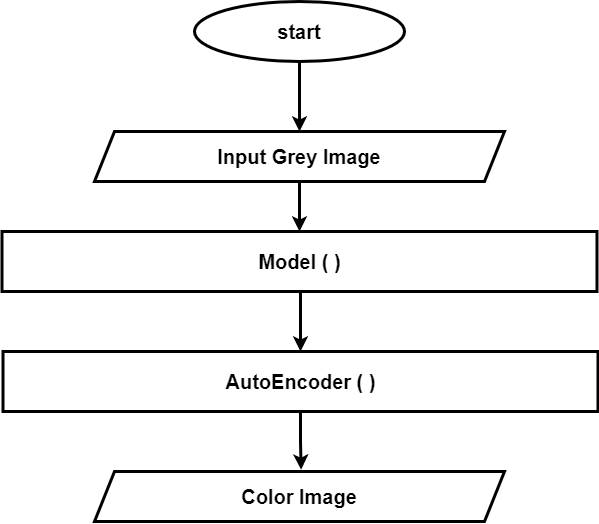 start
Input Grey Image
Model ( )
AutoEncoder ( )
Color Image